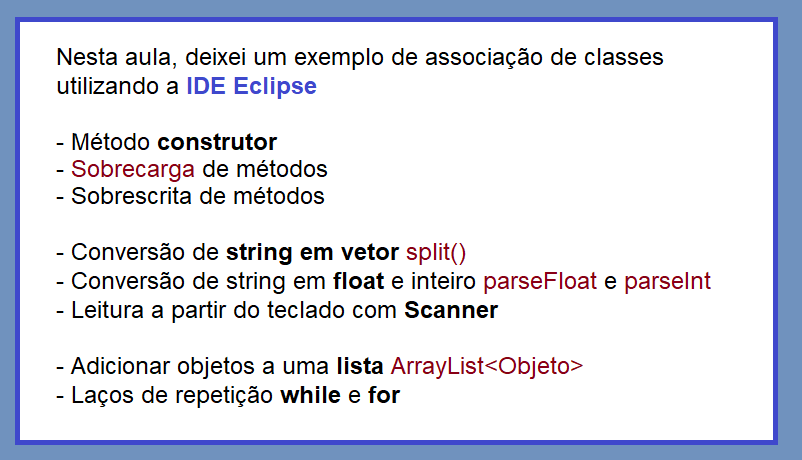 Nesta aula, deixei um exemplo de associação de classes
utilizando a IDE Eclipse
- Método construtor
- Sobrecarga de métodos
- Sobrescrita de métodos
- Conversão de string em vetor split()
- Conversão de string em float e inteiro parseFloat e parseInt
- Leitura a partir do teclado com Scanner
- Adicionar objetos a uma lista ArrayList<Objeto>
- Laços de repetição while e for